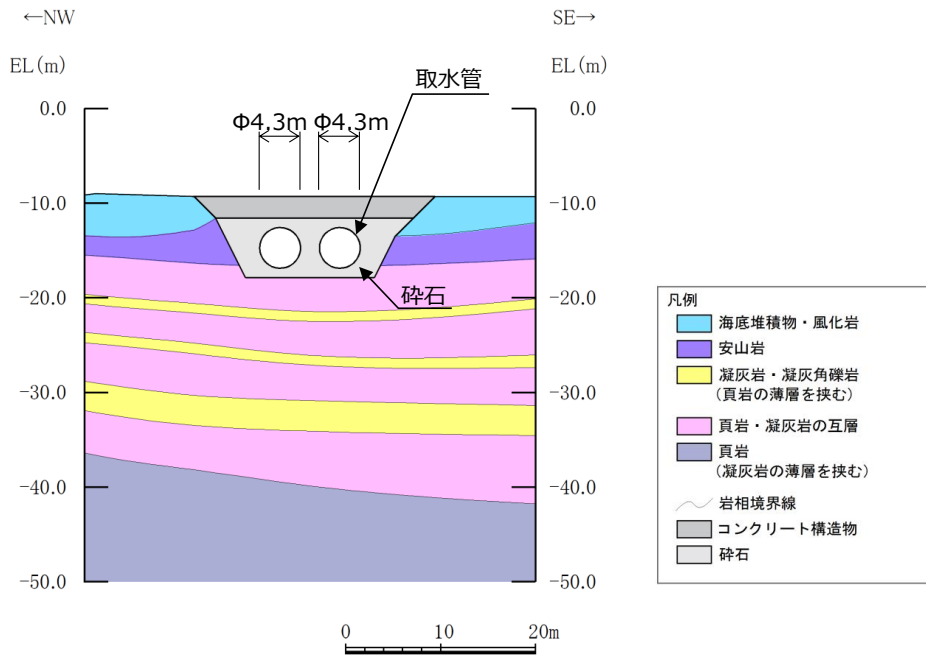 ←NW
SE→
EL(m)
EL(m)
取水管
0.0
0.0
Φ4.3m
Φ4.3m
-10.0
-10.0
砕石
-20.0
-20.0
-30.0
-30.0
-40.0
-40.0
-50.0
-50.0
0 10 20m
凡例
海底堆積物・風化岩
安山岩
凝灰岩・凝灰角礫岩
(頁岩の薄層を挟む)
頁岩・凝灰岩の互層
頁岩
(凝灰岩の薄層を挟む)
岩相境界線
コンクリート構造物
砕石